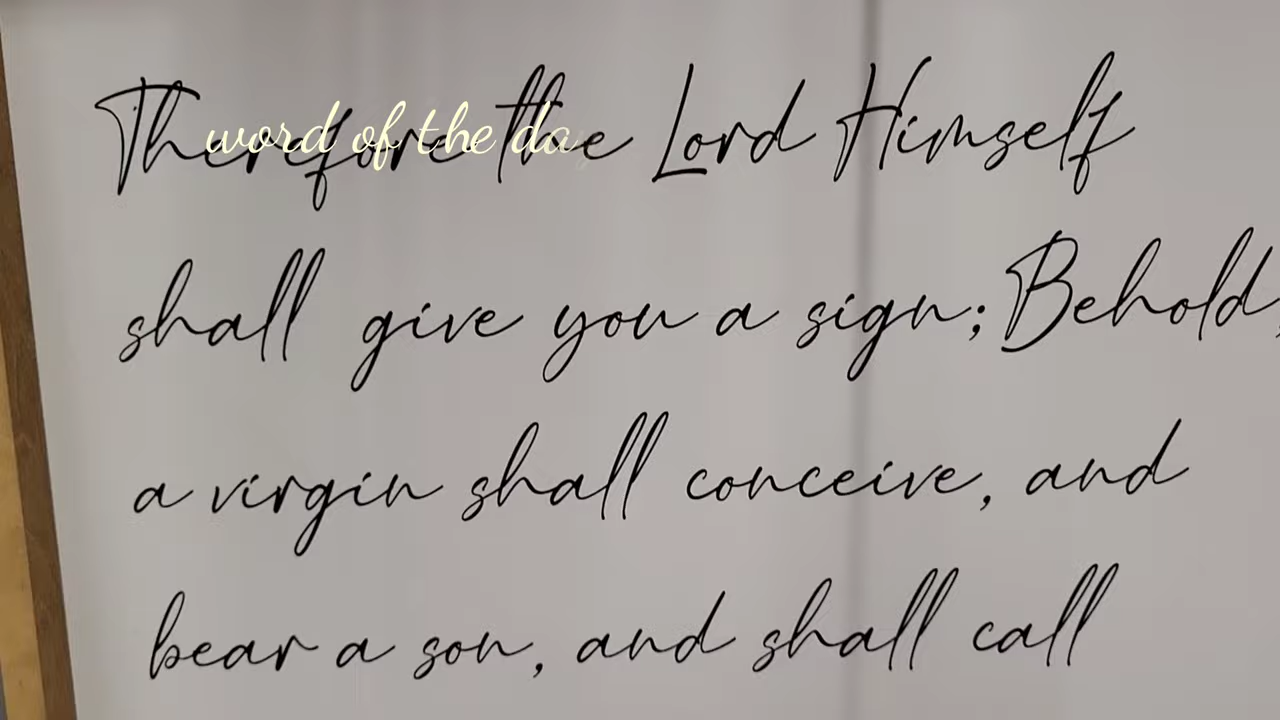 Therefore the Lord Himself
word of the da
shall give you a sign; Behold,
a virgin shall conceive, and
bear a son, and shall call